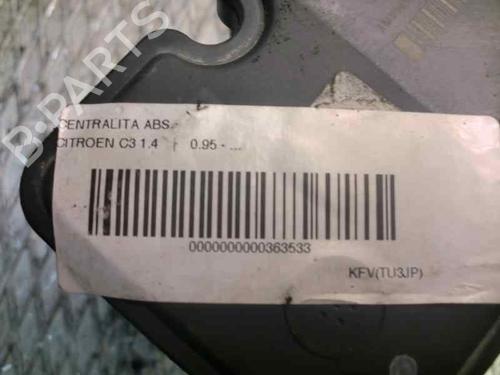 B-PARTS
CENTRALITA ABS.
CITROEN C3 1.4 | 0.95 - ...
0000000000363533
KFV(TU3JP)